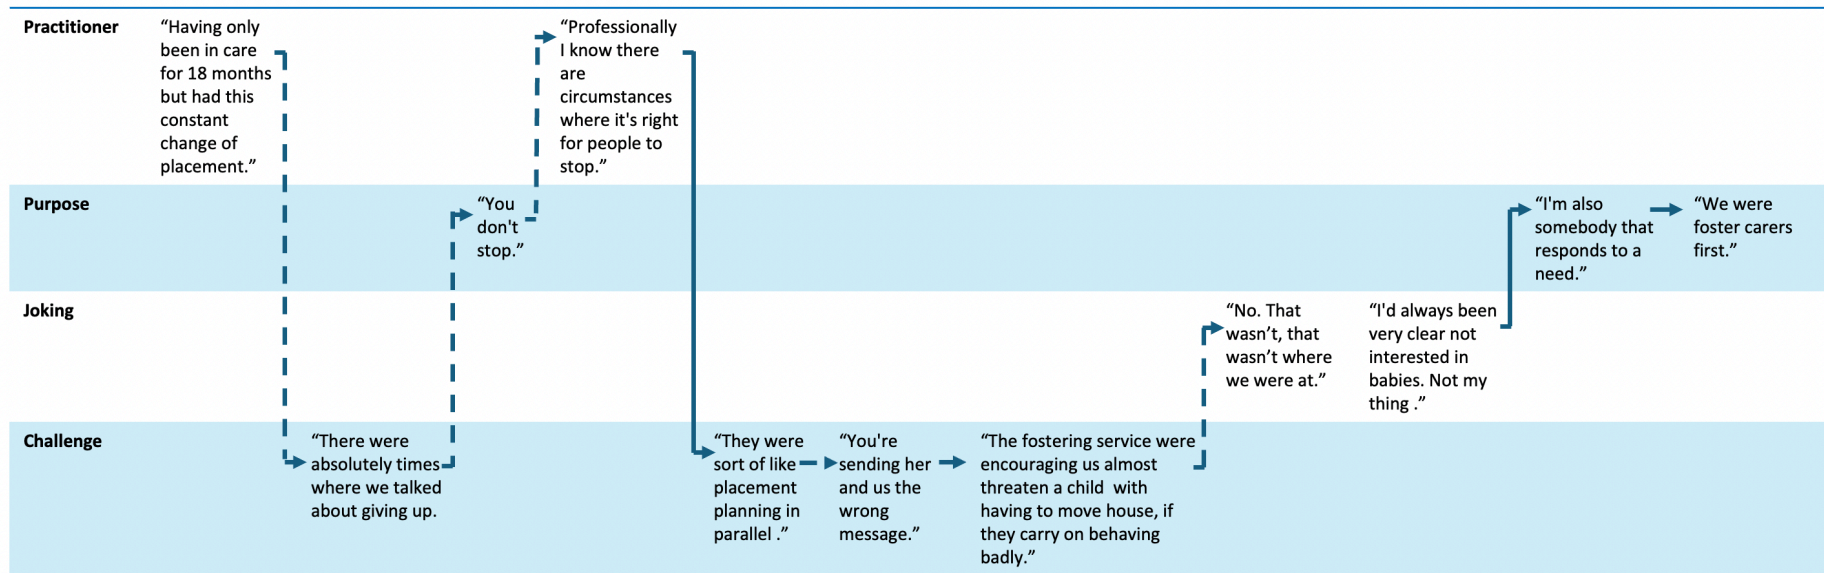 Practitioner
“Having only
been in care
for 18 months
but had this
constant
change of
placement.”
“Professionally
I know there
are
circumstances
where it's right
for people to
stop.”
Purpose
“You
don't
stop.”
“I'm also
somebody that
responds to a
need.”
“We were
foster carers
first.”
Joking
“No. That
wasn’t, that
wasn’t where
we were at.”
“I'd always been
very clear not
interested in
babies. Not my
thing .”
Challenge
“There were
absolutely times
where we talked
about giving up.
“They were
sort of like
placement
planning in
parallel .”
“You're
sending her
and us the
wrong
message.”
“The fostering service were
encouraging us almost
threaten a child  with
having to move house, if
they carry on behaving
badly.”